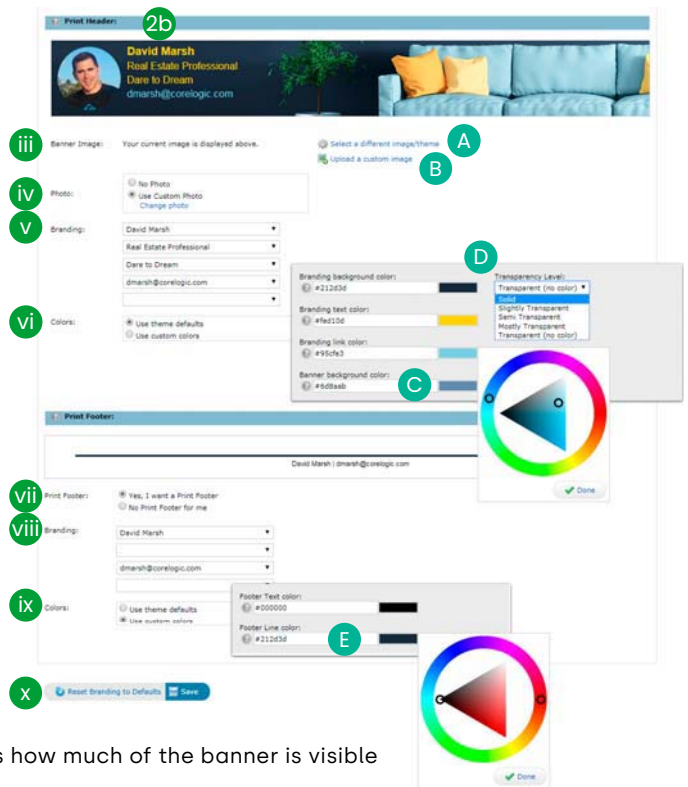 Print Header:
2b
David Marsh
Real Estate Professional
Dare to Dream
dmarsh@corelogic.com
iii
Banner Image:
Your current image is displayed above.
Select a different image/theme
A
Upload a custom image
B
iv
Photo:
No Photo
Use Custom Photo
Change photo
v
Branding:
David Marsh
Real Estate Professional
Dare to Dream
dmarsh@corelogic.com
D
Branding background color:
#212d3d
Transparency Level:
Transparent (no color)
Solid
Slightly Transparent
Semi Transparent
Mostly Transparent
Transparent (no color)
Branding text color:
#fed10d
Branding link color:
#95cfe3
Banner background color:
#6d8aab
C
vi
Colors:
Use theme defaults
Use custom colors
Done
Print Footer:
David Marsh | dmarsh@corelogic.com
vii
Print Footer:
Yes, I want a Print Footer
No Print Footer for me
viii
Branding:
David Marsh
dmarsh@corelogic.com
ix
Colors:
Use theme defaults
Use custom colors
Footer Text color:
#000000
Footer Line color:
#212d3d
E
x
Reset Branding to Defaults
Save
s how much of the banner is visible
Done